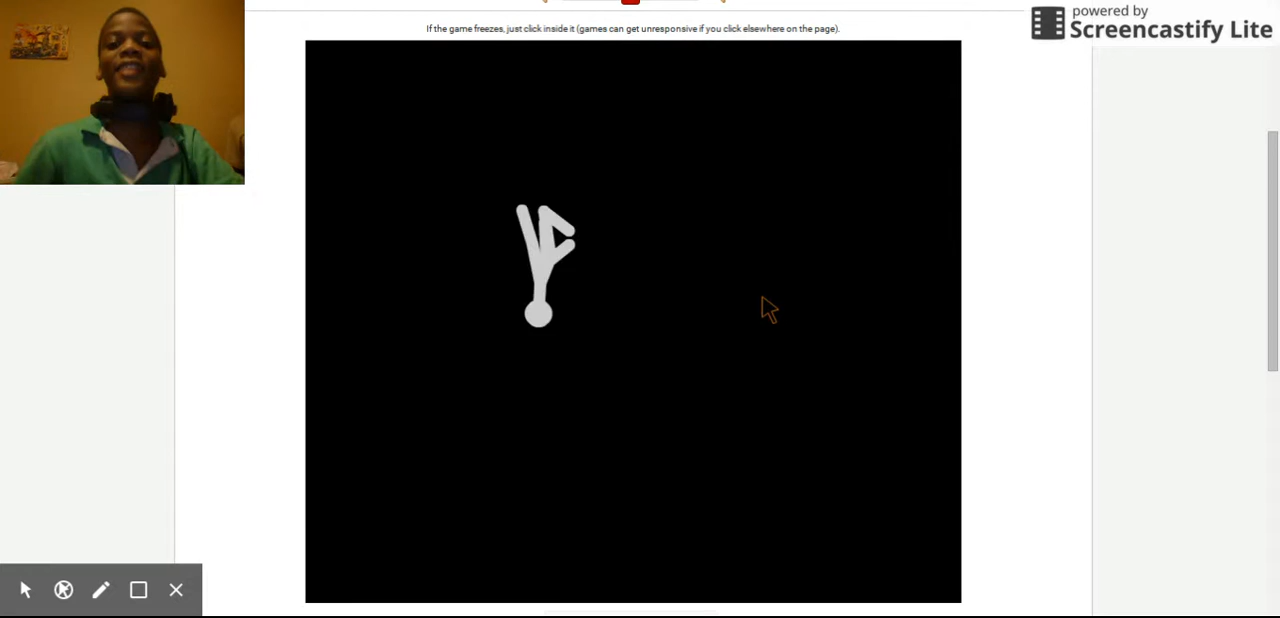 powered by
Screencastify Lite
If the game freezes, just click inside it (games can get unresponsive if you click elsewhere on the page).